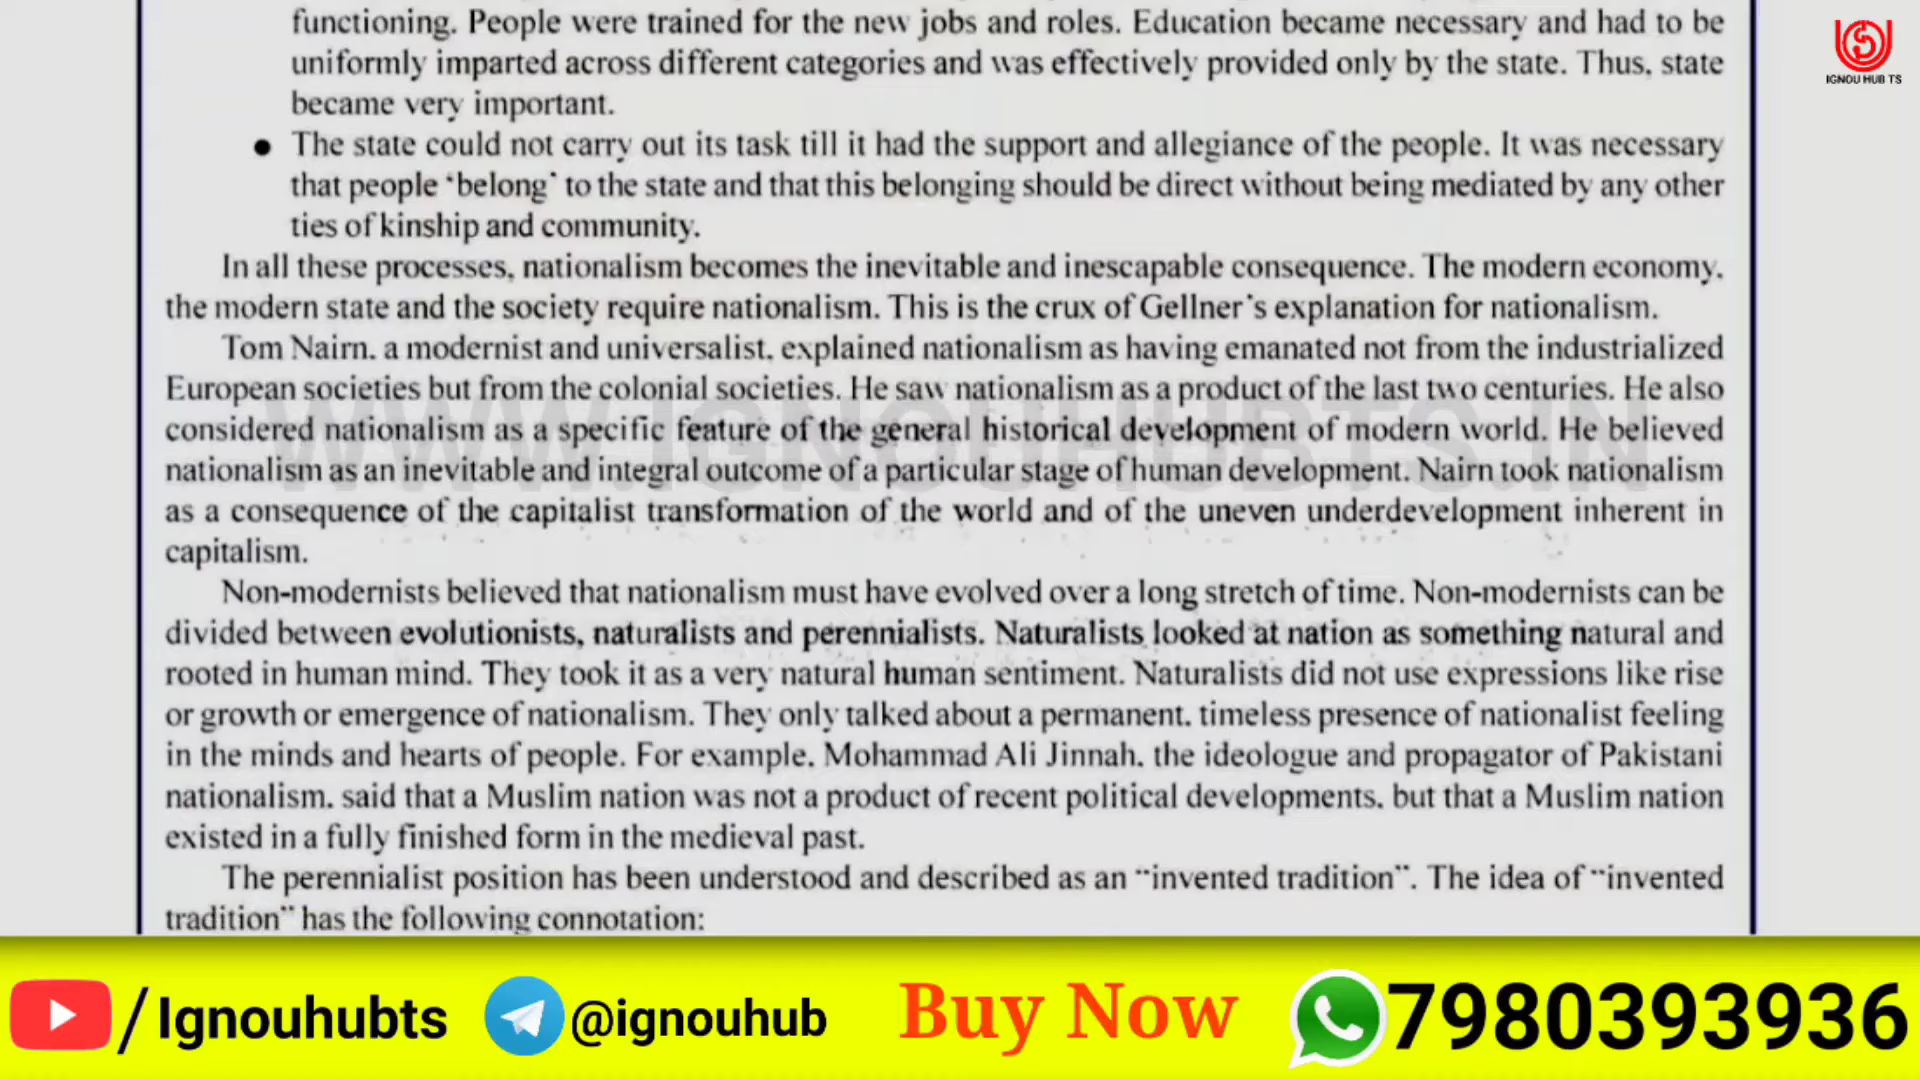 functioning. People were trained for the new jobs and roles. Education became necessary and had to be
uniformly imparted across different categories and was effectively provided only by the state. Thus, state
became very important.
● The state could not carry out its task till it had the support and allegiance of the people. It was necessary
that people ‘belong’ to the state and that this belonging should be direct without being mediated by any other
ties of kinship and community.
In all these processes, nationalism becomes the inevitable and inescapable consequence. The modern economy,
the modern state and the society require nationalism. This is the crux of Gellner’s explanation for nationalism.
Tom Nairn, a modernist and universalist, explained nationalism as having emanated not from the industrialized
European societies but from the colonial societies. He saw nationalism as a product of the last two centuries. He also
considered nationalism as a specific feature of the general historical development of modern world. He believed
nationalism as an inevitable and integral outcome of a particular stage of human development. Nairn took nationalism
as a consequence of the capitalist transformation of the world and of the uneven underdevelopment inherent in
capitalism.
Non-modernists believed that nationalism must have evolved over a long stretch of time. Non-modernists can be
divided between evolutionists, naturalists and perennialists. Naturalists looked at nation as something natural and
rooted in human mind. They took it as a very natural human sentiment. Naturalists did not use expressions like rise
or growth or emergence of nationalism. They only talked about a permanent, timeless presence of nationalist feeling
in the minds and hearts of people. For example, Mohammad Ali Jinnah, the ideologue and propagator of Pakistani
nationalism, said that a Muslim nation was not a product of recent political developments, but that a Muslim nation
existed in a fully finished form in the medieval past.
The perennialist position has been understood and described as an “invented tradition”. The idea of “invented
tradition” has the following connotation:
WWW.IGNOUHUBTS.IN
IGNOU HUB TS
/Ignouhubts @ignouhub Buy Now 7980393936